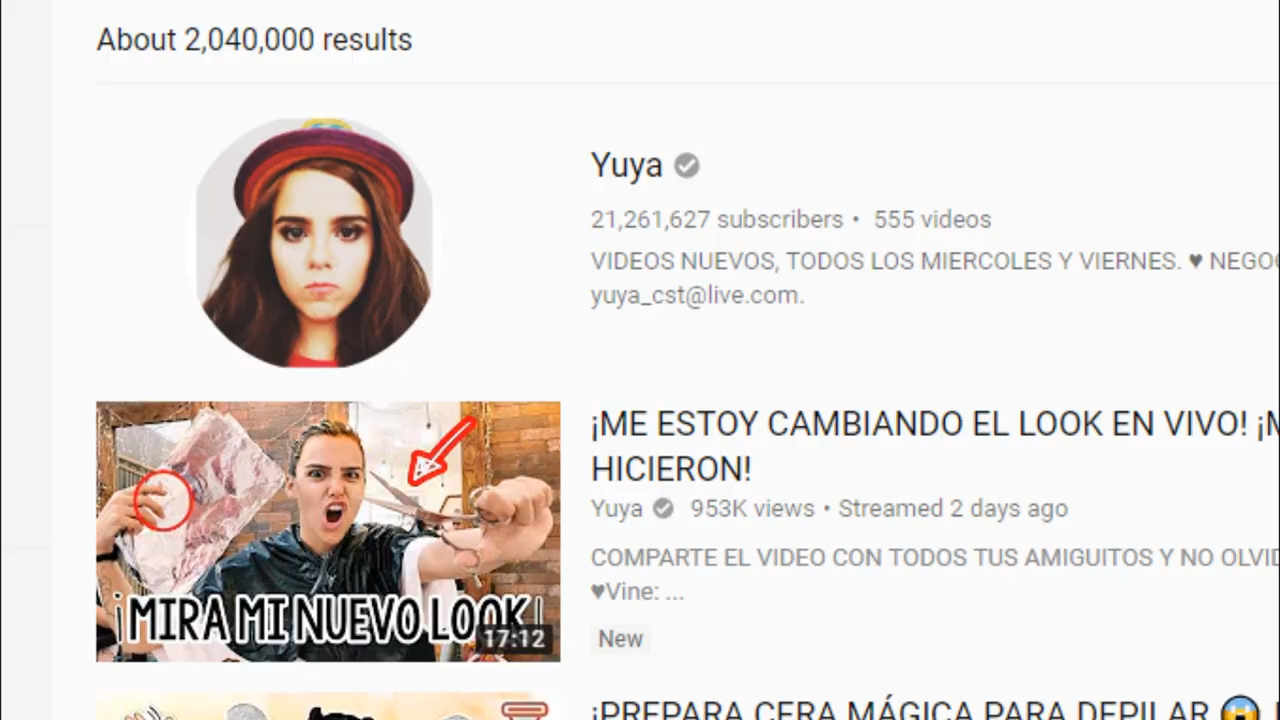 About 2,040,000 results
Yuya
21,261,627 subscribers • 555 videos
VIDEOS NUEVOS, TODOS LOS MIERCOLES Y VIERNES. ♥
yuya_cst@live.com.
¡ME ESTOY CAMBIANDO EL LOOK EN VIVO!
HICIERON!
Yuya 953K views • Streamed 2 days ago
COMPARTE EL VIDEO CON TODOS TUS AMIGUITOS Y NO
♥Vine: ...
New
¡MIRA MI NUEVO LOOK!
17:12
¡PREPARA CERA MÁGICA PARA DEPILAR 😱